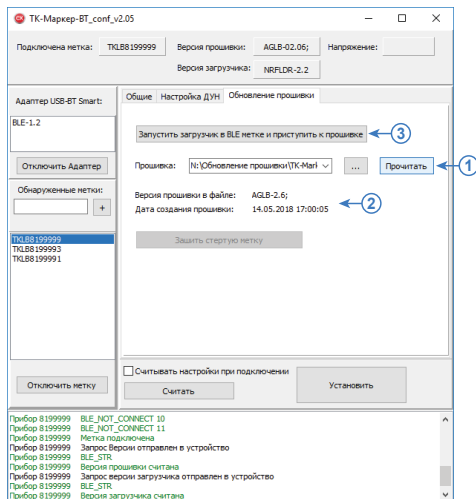 ТК-Маркер-BT_conf_v2.05
Подключена метка: TKLB8199999 Версия прошивки: AGLB-02.06; Напряжение:
Версия загрузчика: NRFLDR-2.2
Адаптер USB-BT Smart:
BLE-1.2
Отключить Адаптер
Обнаруженные метки:
+
TKLB8199999
TKLB8199993
TKLB8199991
Отключить метку
Общие Настройка ДУН Обновление прошивки
Запустить загрузчик в BLE метке и приступить к прошивке
3
Прошивка: N:\Обновление прошивки\ТК-Марк ... Прочитать
1
Версия прошивки в файле: AGLB-2.6;
Дата создания прошивки: 14.05.2018 17:00:05
2
Зашить стертую метку
Считывать настройки при подключении
Считать
Установить
Прибор 8199999 BLE_NOT_CONNECT 10
Прибор 8199999 BLE_NOT_CONNECT 11
Прибор 8199999 Метка подключена
Прибор 8199999 Запрос Версии отправлен в устройство
Прибор 8199999 BLE_STR
Прибор 8199999 Версия прошивки считана
Прибор 8199999 Запрос версии загрузчика отправлен в устройство
Прибор 8199999 BLE_STR
Прибор 8199999 Версия загрузчика считана